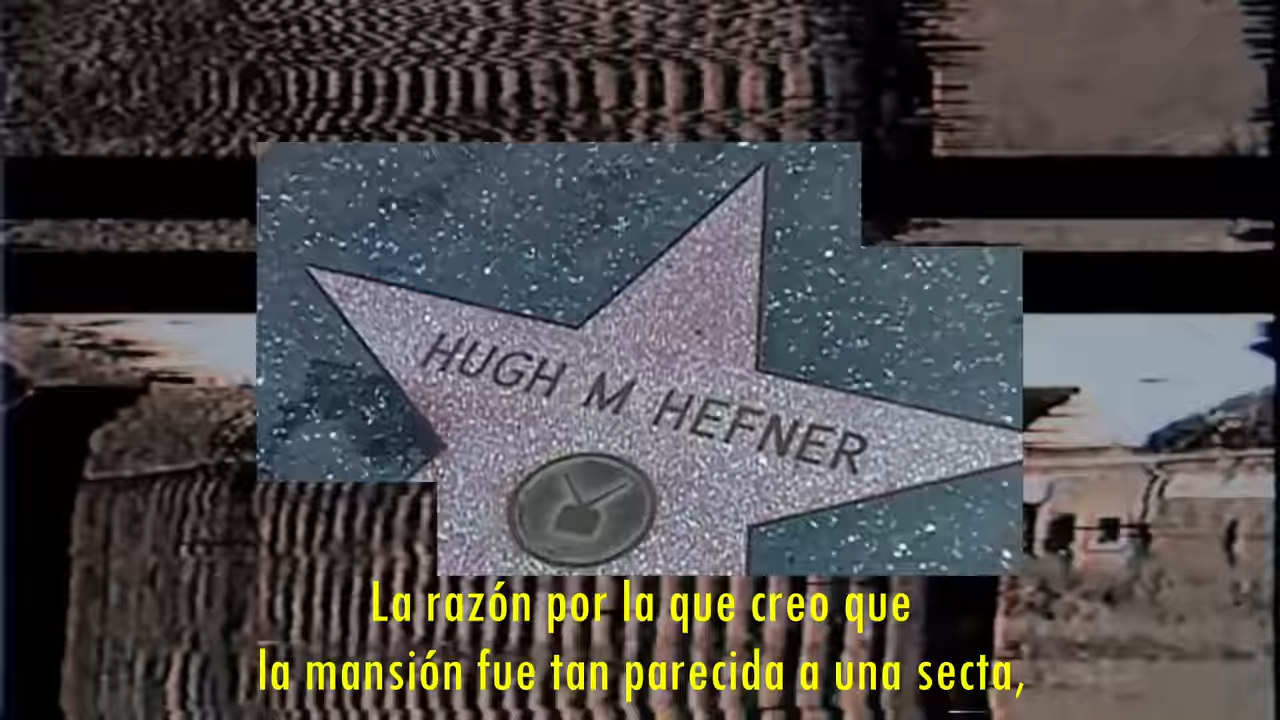 HUGH M HEFNER
La razón por la que creo que
la mansión fue tan parecida a una secta,